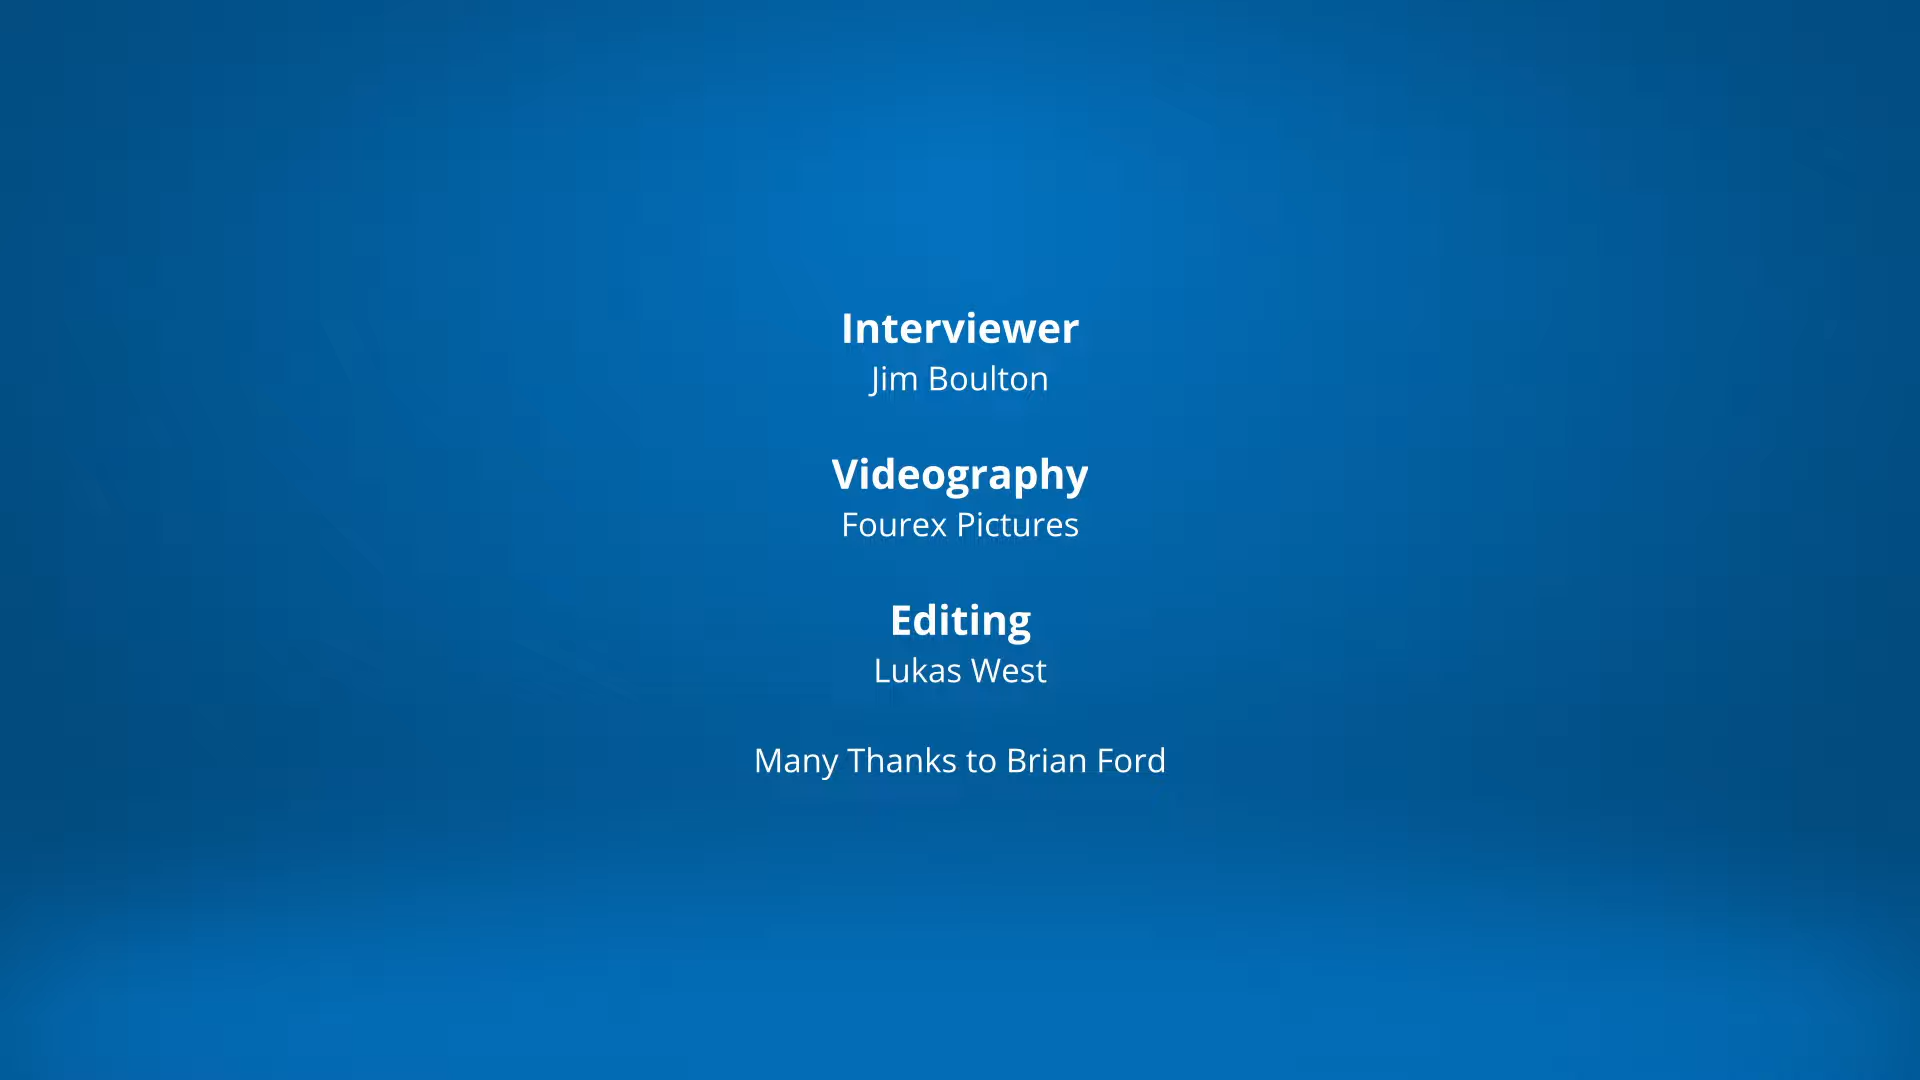 Interviewer
Jim Boulton
Videography
Fourex Pictures
Editing
Lukas West
Many Thanks to Brian Ford